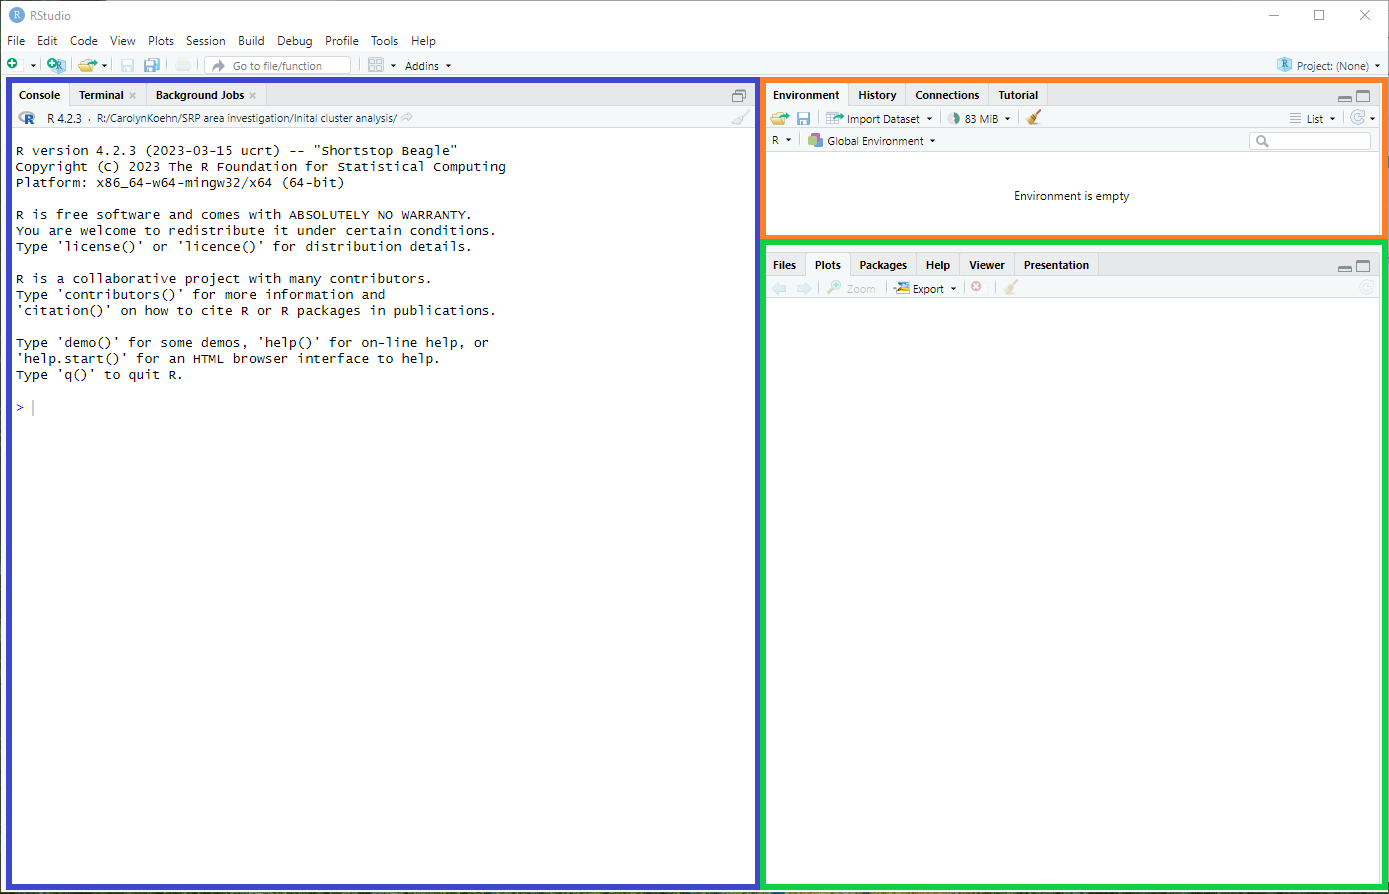 RStudio
File Edit Code View Plots Session Build Debug Profile Tools Help
Go to file/function Addins Project: (None)
Console Terminal Background Jobs
R 4.2.3 · R:/CarolynKoehn/SRP area investigation/Inital cluster analysis/
R version 4.2.3 (2023-03-15 ucrt) -- "Shortstop Beagle"
Copyright (C) 2023 The R Foundation for Statistical Computing
Platform: x86_64-w64-mingw32/x64 (64-bit)
R is free software and comes with ABSOLUTELY NO WARRANTY.
You are welcome to redistribute it under certain conditions.
Type 'license()' or 'licence()' for distribution details.
R is a collaborative project with many contributors.
Type 'contributors()' for more information and
'citation()' on how to cite R or R packages in publications.
Type 'demo()' for some demos, 'help()' for on-line help, or
'help.start()' for an HTML browser interface to help.
Type 'q()' to quit R.
>
Environment History Connections Tutorial
Import Dataset 83 MiB List
R Global Environment
Environment is empty
Files Plots Packages Help Viewer Presentation
Zoom Export